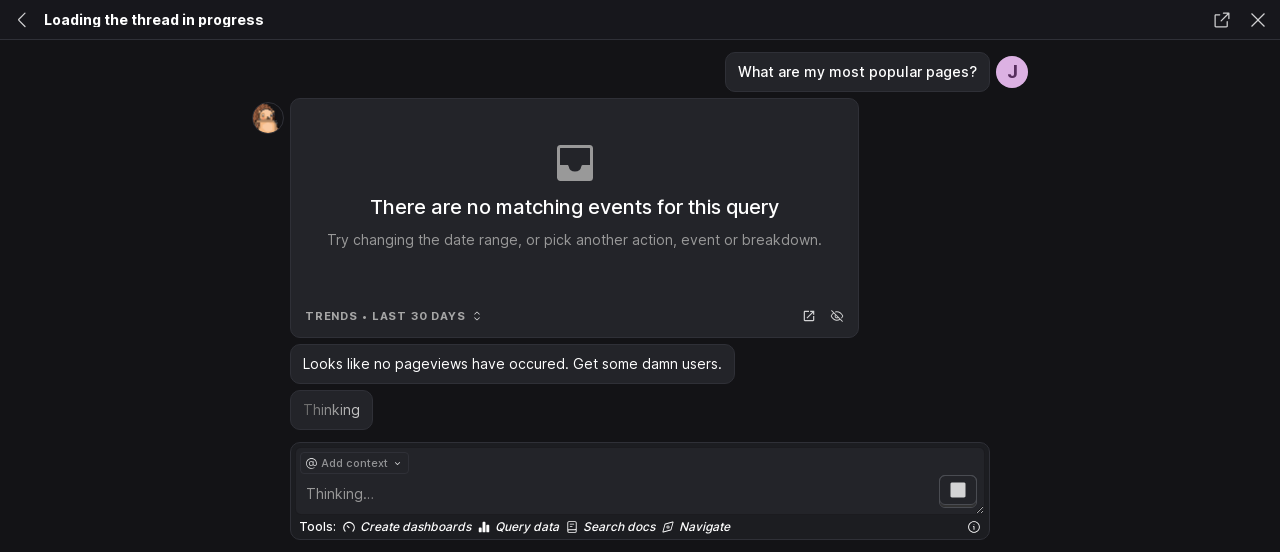 Loading the thread in progress
What are my most popular pages?
J
There are no matching events for this query
Try changing the date range, or pick another action, event or breakdown.
TRENDS • LAST 30 DAYS
Looks like no pageviews have occured. Get some damn users.
Thinking
@ Add context
Thinking…
Tools: Create dashboards Query data Search docs Navigate